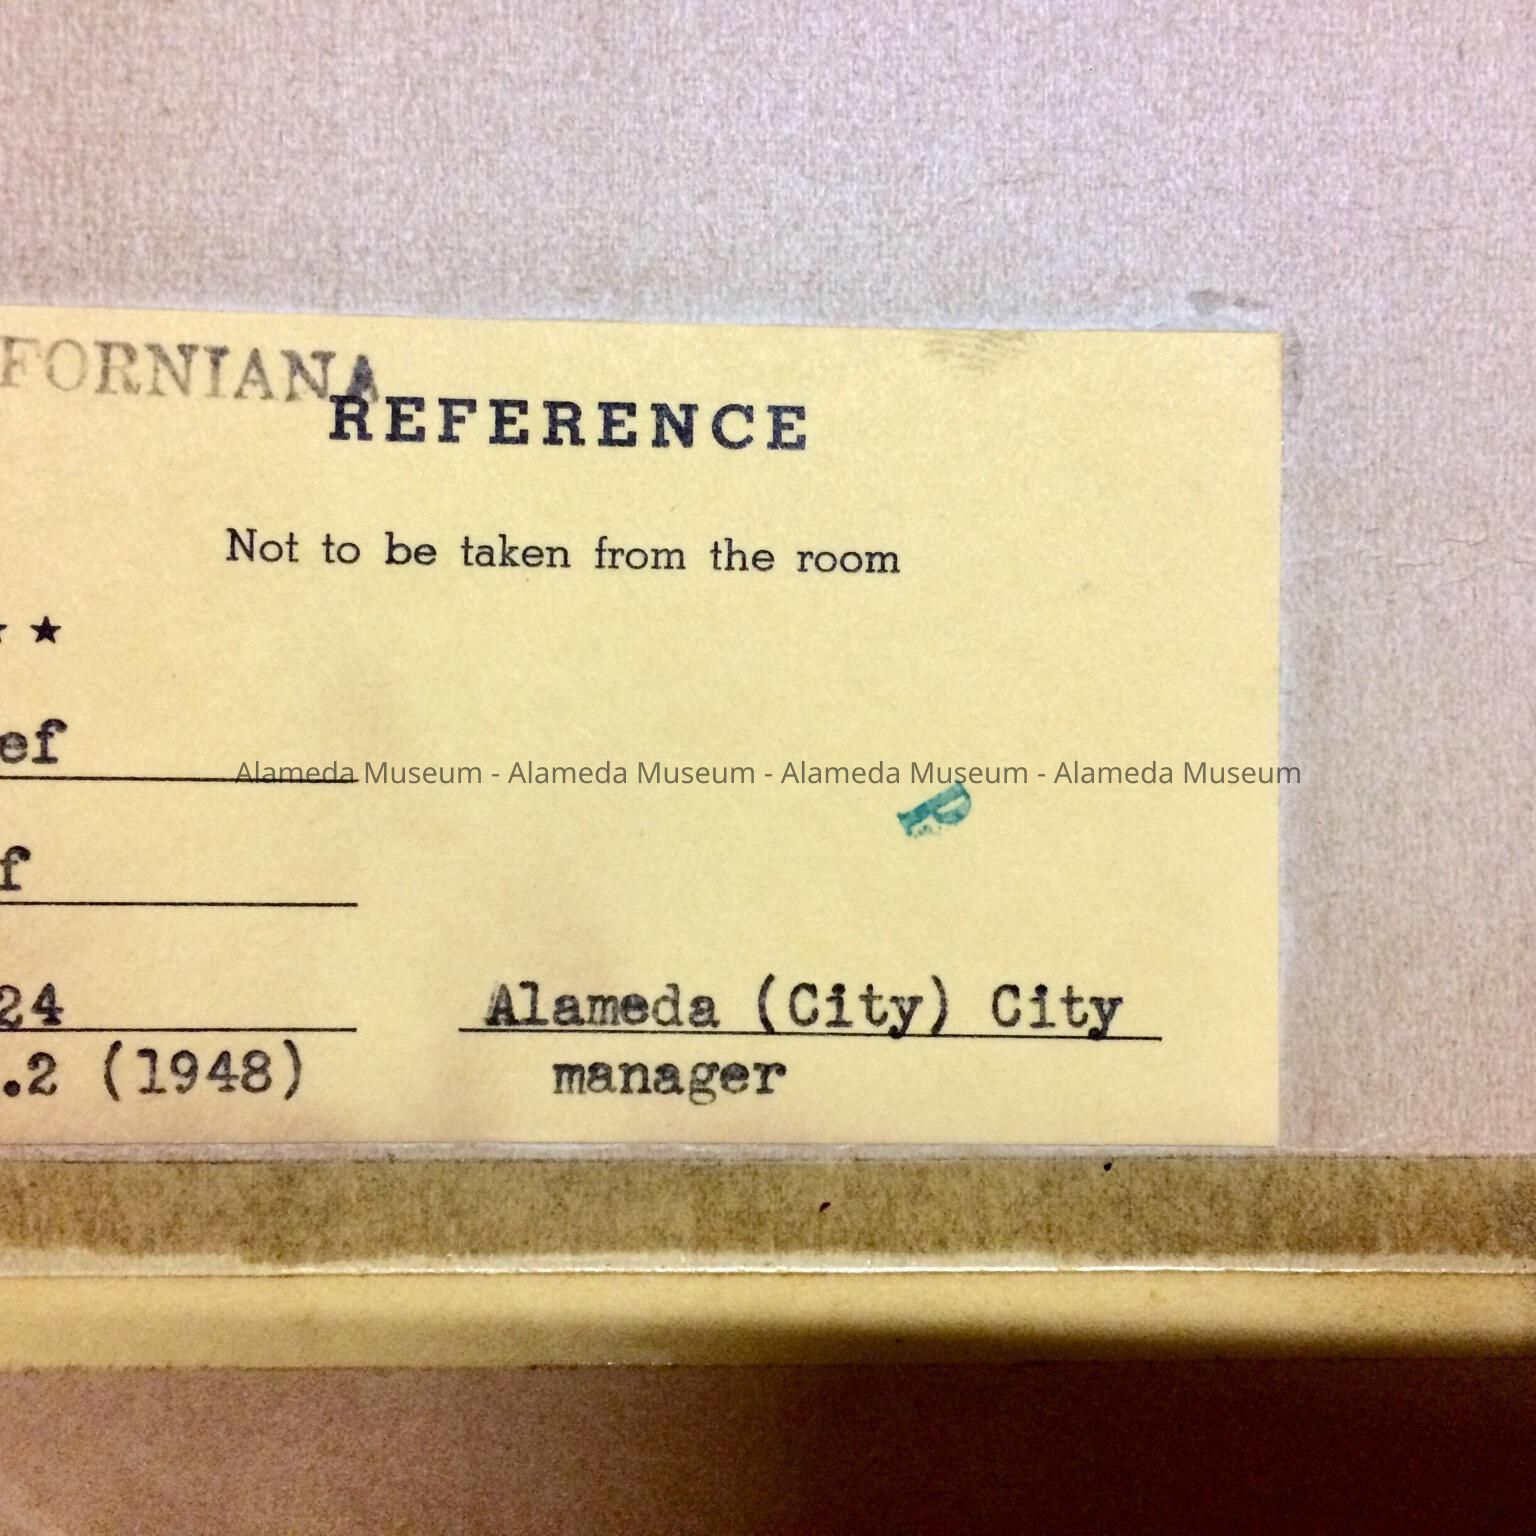 FORNIANA
REFERENCE
Not to be taken from the room
★
ef
Alameda Museum - Alameda Museum - Alameda Museum - Alameda Museum
P
f
24 Alameda (City) City
.2 (1948) manager